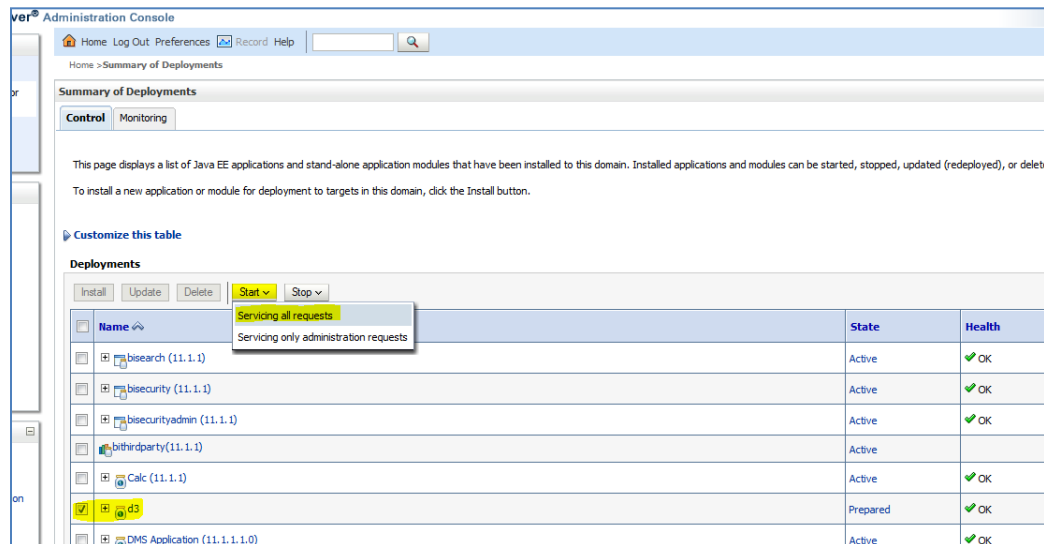 ver® Administration Console
Home Log Out Preferences Record Help
Home >Summary of Deployments
or
Summary of Deployments
Control Monitoring
This page displays a list of Java EE applications and stand-alone application modules that have been installed to this domain. Installed applications and modules can be started, stopped, updated (redeployed), or delet
To install a new application or module for deployment to targets in this domain, click the Install button.
Customize this table
Deployments
Install Update Delete Start Stop
Servicing all requests
Servicing only administration requests
Name State Health
bisearch (11.1.1) Active OK
bisecurity (11.1.1) Active OK
bisecurityadmin (11.1.1) Active OK
bithirdparty(11.1.1) Active
Calc (11.1.1) Active OK
on
d3 Prepared OK
DMS Application (11.1.1.1.0) Active OK